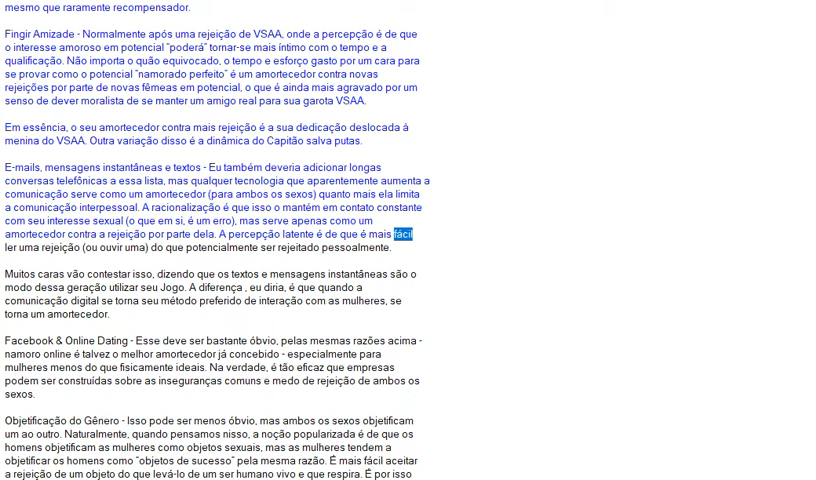 mesmo que raramente recompensador.
Fingir Amizade - Normalmente após uma rejeição de VSAA, onde a percepção é de que
o interesse amoroso em potencial "poderá" tornar-se mais íntimo com o tempo e a
qualificação. Não importa o quão equivocado, o tempo e esforço gasto por um cara para
se provar como o potencial "namorado perfeito" é um amortecedor contra novas
rejeições por parte de novas fêmeas em potencial, o que é ainda mais agravado por um
senso de dever moralista de se manter um amigo real para sua garota VSAA.
Em essência, o seu amortecedor contra mais rejeição é a sua dedicação deslocada á
menina do VSAA. Outra variação disso é a dinâmica do Capitão salva putas.
E-mails, mensagens instantâneas e textos - Eu também deveria adicionar longas
conversas telefônicas a essa lista, mas qualquer tecnologia que aparentemente aumenta a
comunicação serve como um amortecedor (para ambos os sexos) quanto mais ela limita
a comunicação interpessoal. A racionalização é que isso o mantém em contato constante
com seu interesse sexual (o que em si, é um erro), mas serve apenas como um
amortecedor contra a rejeição por parte dela. A percepção latente é de que é mais fácil
ler uma rejeição (ou ouvir uma) do que potencialmente ser rejeitado pessoalmente.
Muitos caras vão contestar isso, dizendo que os textos e mensagens instantâneas são o
modo dessa geração utilizar seu Jogo. A diferença , eu diria, é que quando a
comunicação digital se torna seu método preferido de interação com as mulheres, se
torna um amortecedor.
Facebook & Online Dating - Esse deve ser bastante óbvio, pelas mesmas razões acima -
namoro online é talvez o melhor amortecedor já concebido - especialmente para
mulheres menos do que fisicamente ideais. Na verdade, é tão eficaz que empresas
podem ser construídas sobre as inseguranças comuns e medo de rejeição de ambos os
sexos.
Objetificação do Gênero - Isso pode ser menos óbvio, mas ambos os sexos objetificam
um ao outro. Naturalmente, quando pensamos nisso, a noção popularizada é de que os
homens objetificam as mulheres como objetos sexuais, mas as mulheres tendem a
objetificar os homens como "objetos de sucesso" pela mesma razão. É mais fácil aceitar
a rejeição de um objeto do que levá-lo de um ser humano vivo e que respira. É por isso